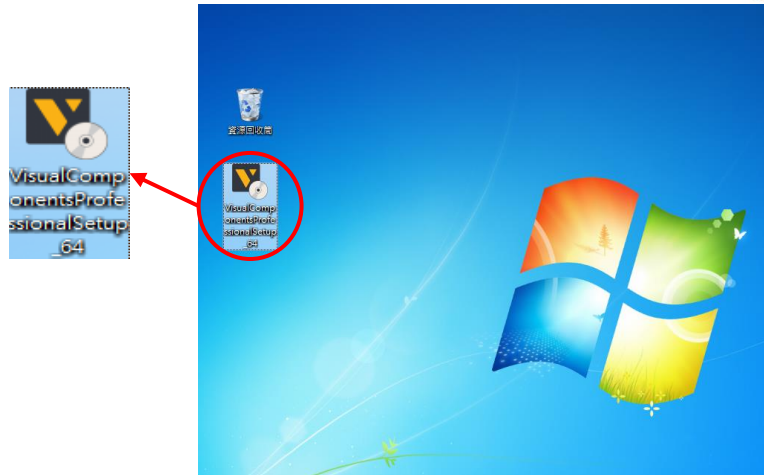 VisualComp
onentsProfe
ssionalSetup
_64
資源回收筒
VisualComp
onentsProfe
ssionalSetup
_64